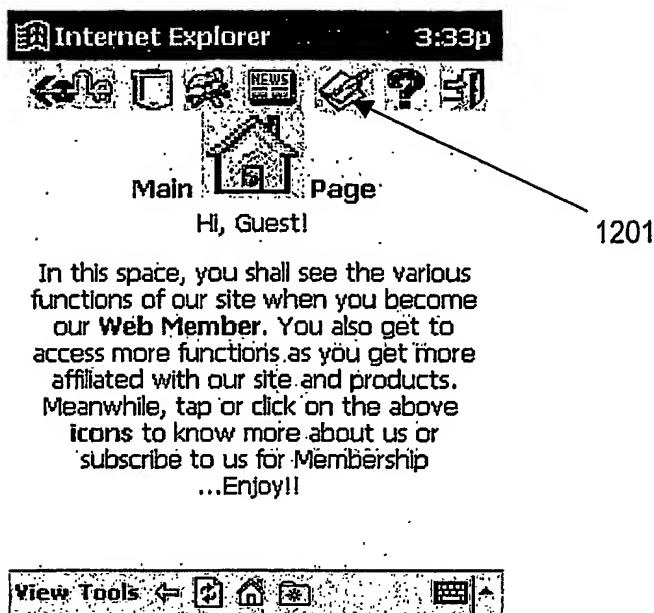 Internet Explorer 3:33p
NEWS
Main Page
Hi, Guest!
1201
In this space, you shall see the various
functions of our site when you become
our Web Member. You also get to
access more functions as you get more
affiliated with our site and products.
Meanwhile, tap or click on the above
icons to know more about us or
subscribe to us for Membership
...Enjoy!!
View Tools